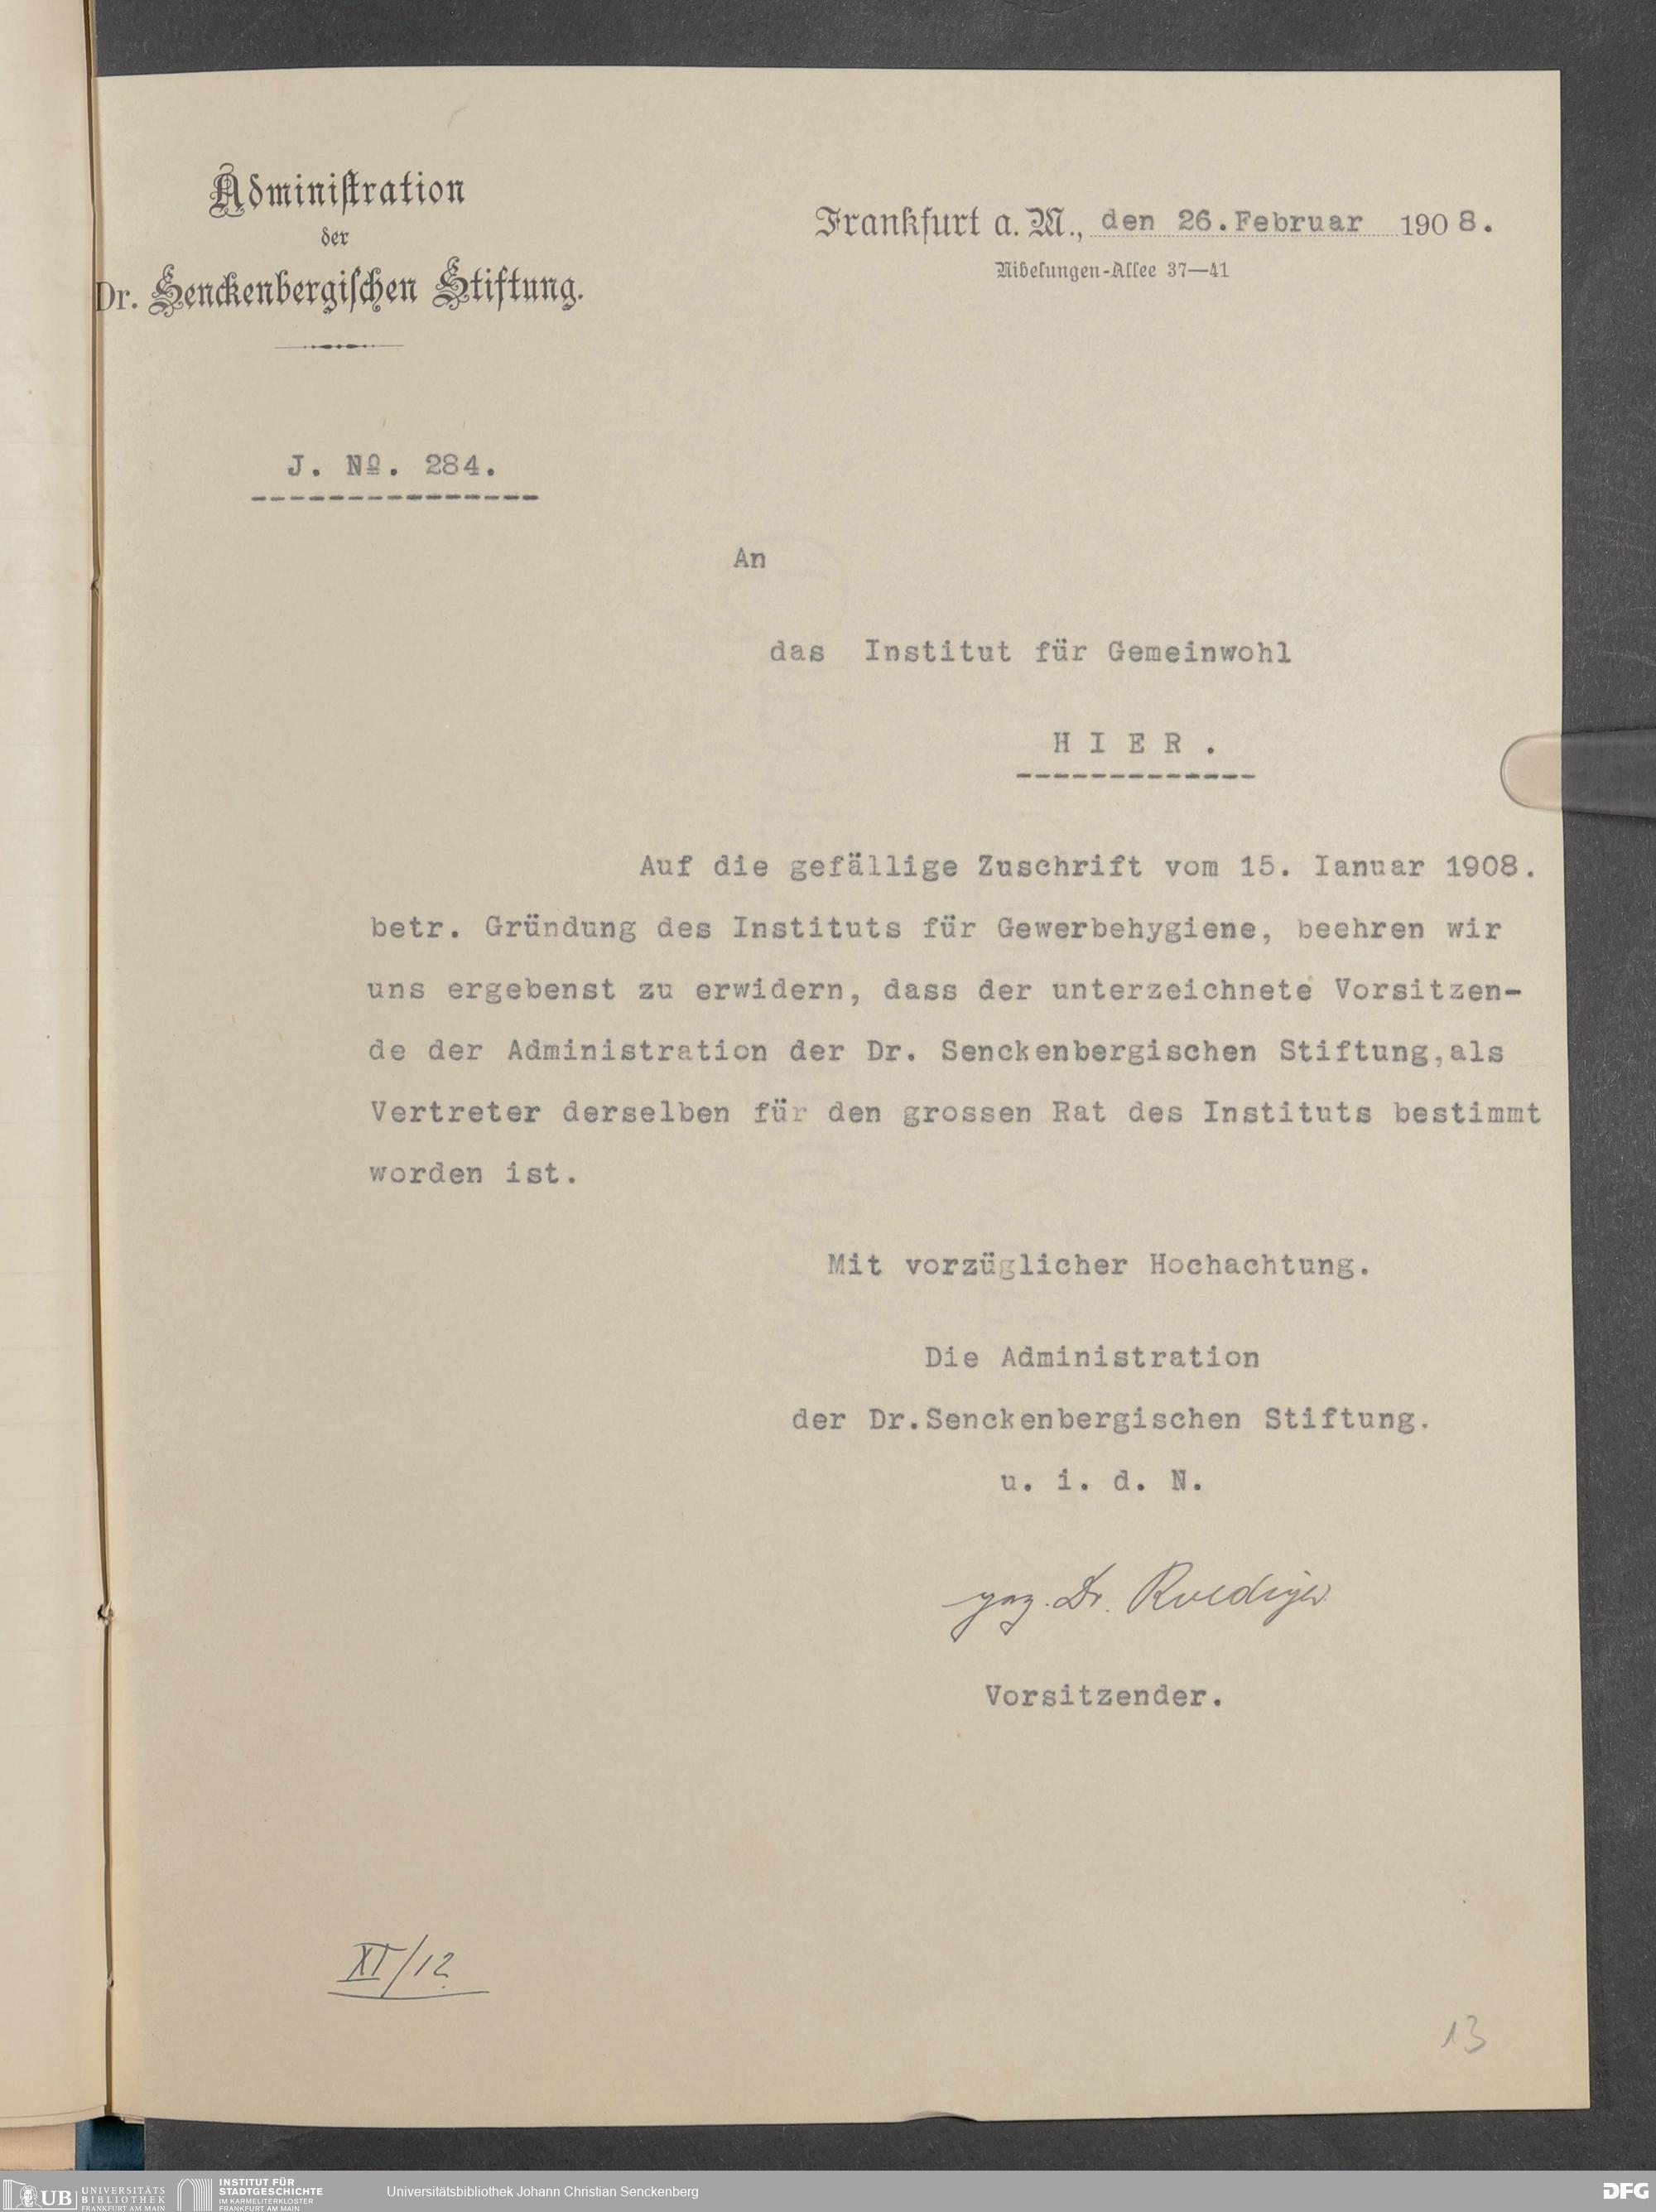 Administration
der
Dr. Senckenbergischen Stiftung.
Frankfurt a. M., den 26. Februar 1908.
Nibelungen-Allee 37—41
J. Nº. 284.
An
das Institut für Gemeinwohl
HIER.
Auf die gefällige Zuschrift vom 15. Ianuar 1908.
betr. Gründung des Instituts für Gewerbehygiene, beehren wir
uns ergebenst zu erwidern, dass der unterzeichnete Vorsitzen-
de der Administration der Dr. Senckenbergischen Stiftung,als
Vertreter derselben für den grossen Rat des Instituts bestimmt
worden ist.
Mit vorzüglicher Hochachtung.
Die Administration
der Dr.Senckenbergischen Stiftung.
u. i. d. N.
gez. Dr. Roediger
Vorsitzender.
XI/12
13
UB UNIVERSITÄTS
BIBLIOTHEK
FRANKFURT AM MAIN
INSTITUT FÜR
STADTGESCHICHTE
IM KARMELITERKLOSTER
FRANKFURT AM MAIN
Universitätsbibliothek Johann Christian Senckenberg
DFG